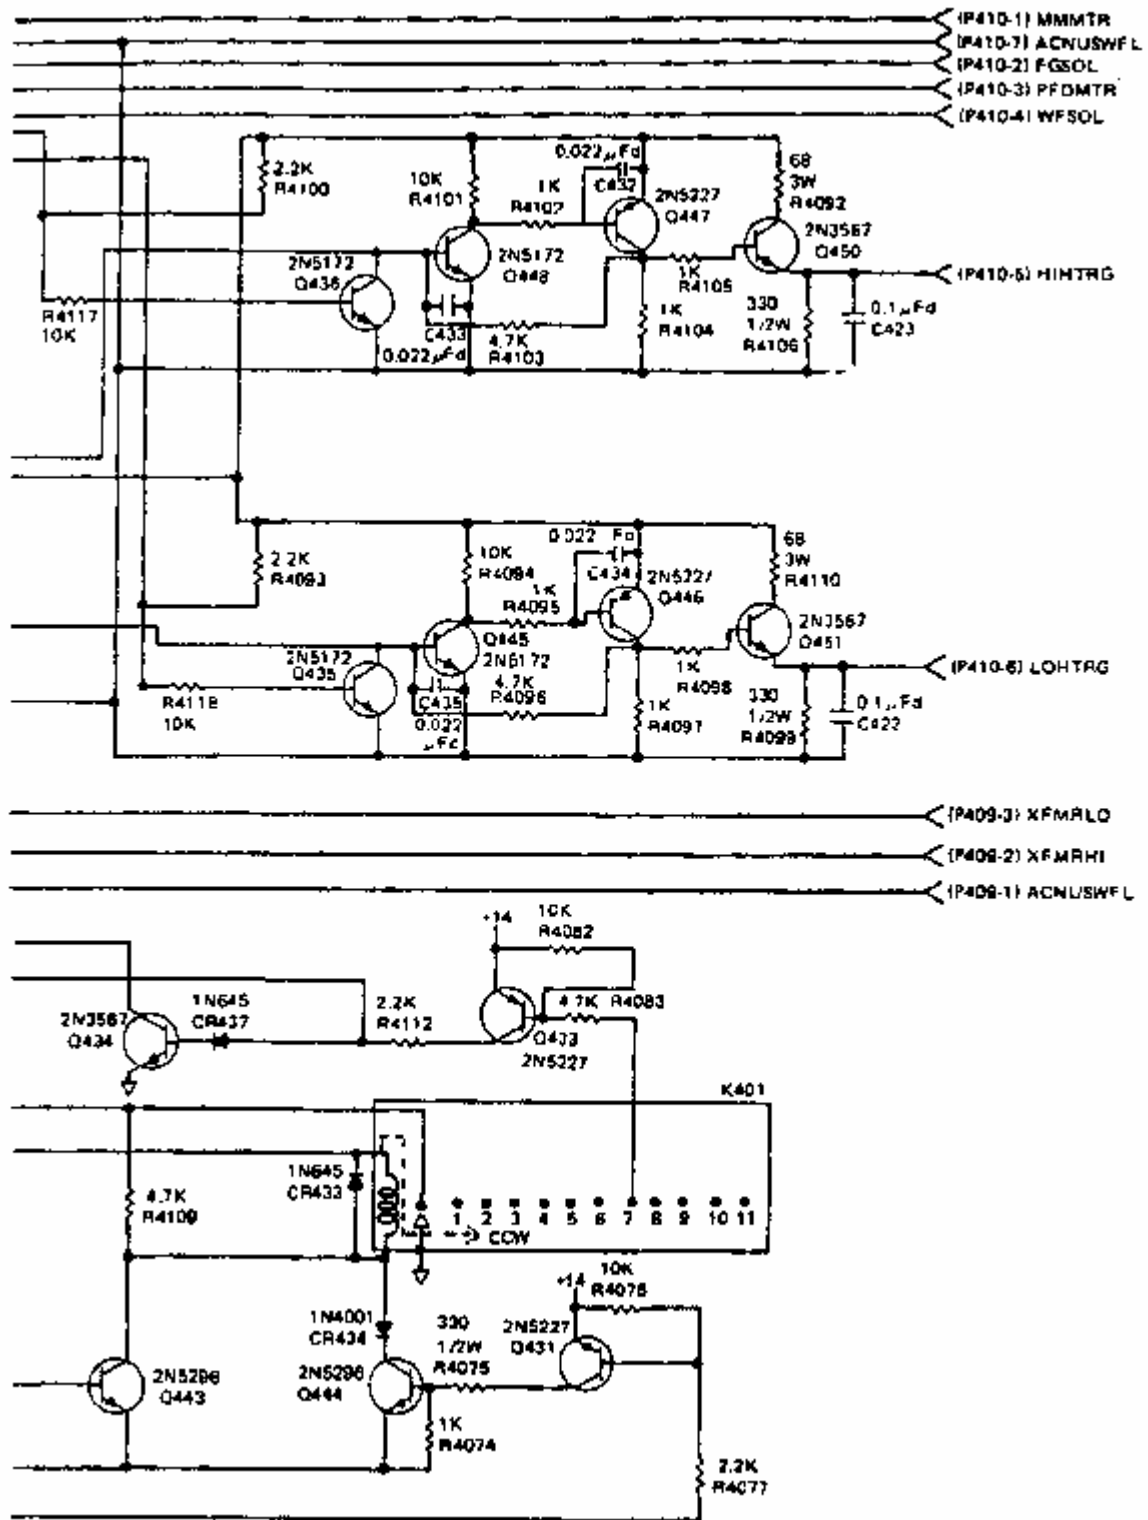 (P410-1) MMMTR
(P410-7) ACNUSWFL
(P410-2) FGSOL
(P410-3) PFDMTR
(P410-4) WFSOL
2.2K
R4100
10K
R4101
1K
R4102
0.022μFd
C432
2N5227
Q447
68
3W
R4092
2N3567
Q450
2N5172
Q436
2N5172
Q448
R4117
10K
C433
0.022μFd
4.7K
R4103
1K
R4105
1K
R4104
330
1/2W
R4106
0.1μFd
C423
(P410-5) HIHTRG
2.2K
R4093
10K
R4094
1K
R4095
0.022 Fd
C434
2N5227
Q446
68
3W
R4110
2N3567
Q451
2N5172
Q435
Q445
2N5172
4.7K
R4096
R4118
10K
C435
0.022
μFd
1K
R4098
1K
R4097
330
1/2W
R4099
0.1μFd
C422
(P410-6) LOHTRG
(P409-3) XFMRLO
(P409-2) XFMRHI
(P409-1) ACNUSWFL
+14
10K
R4082
4.7K R4083
2N3567
Q434
1N645
CR437
2.2K
R4112
Q433
2N5227
K401
1N645
CR433
4.7K
R4109
1 2 3 4 5 6 7 8 9 10 11
CCW
1N4001
CR434
330
1/2W
R4075
2N5227
Q431
+14
10K
R4076
2N5298
Q443
2N5298
Q444
1K
R4074
2.2K
R4077